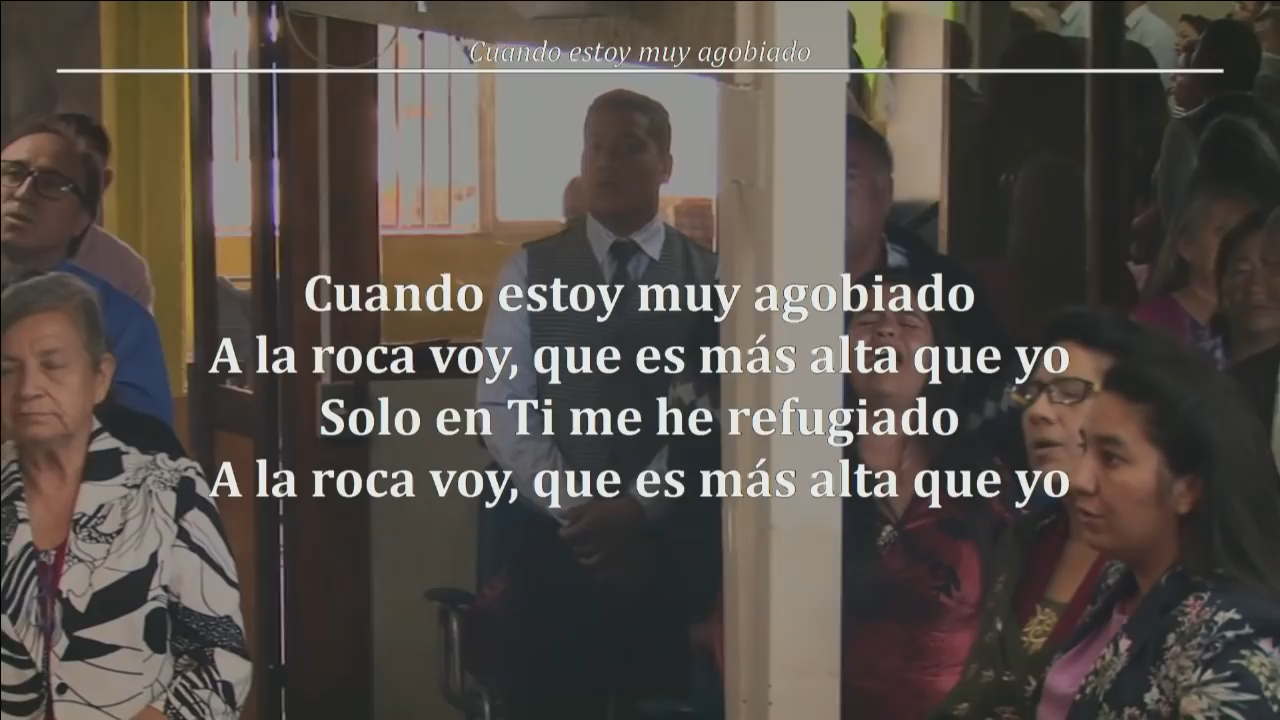 Cuando estoy muy agobiado
Cuando estoy muy agobiado
A la roca voy, que es más alta que yo
Solo en Ti me he refugiado
A la roca voy, que es más alta que yo